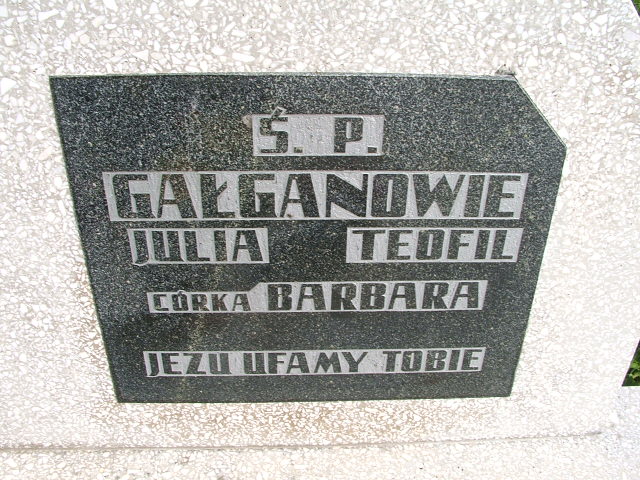 Ś. P.
GAŁGANOWIE
JULIA TEOFIL
CÓRKA BARBARA
JEZU UFAMY TOBIE